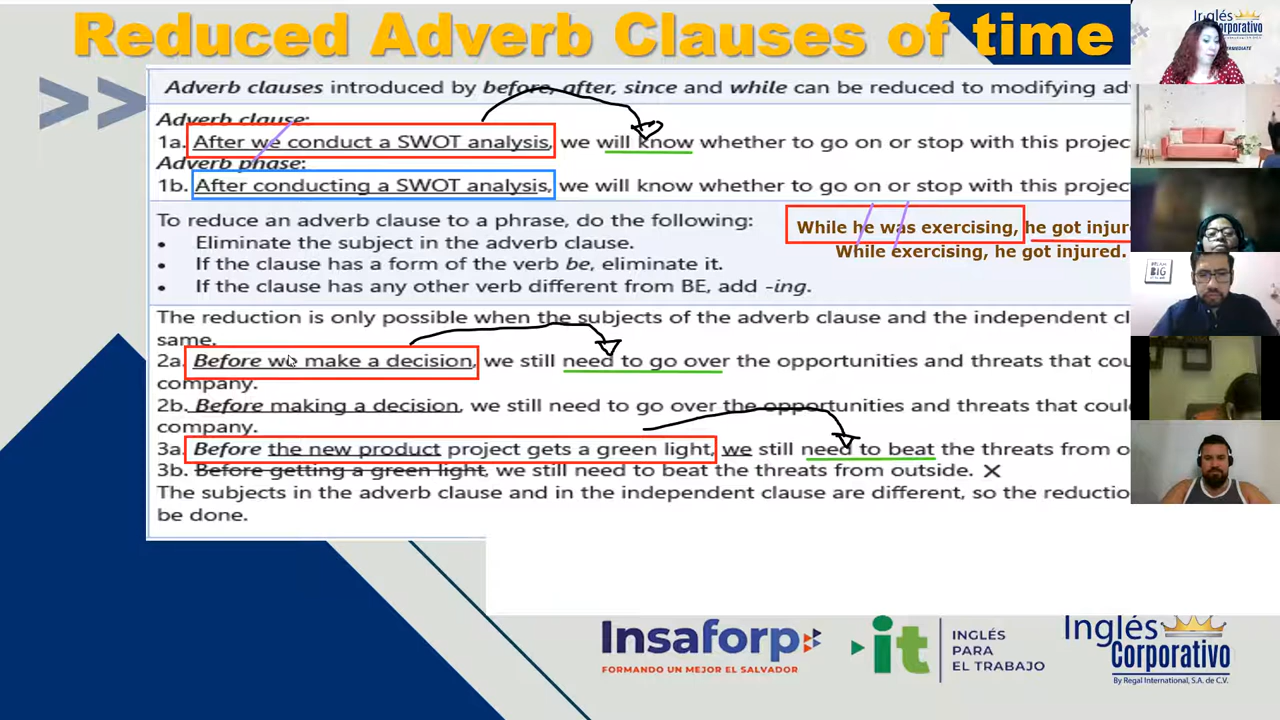 Reduced Adverb Clauses of time
Adverb clauses introduced by before, after, since and while can be reduced to modifying
Adverb clause:
1a. After we conduct a SWOT analysis, we will know whether to go on or stop with this
Adverb phase:
1b. After conducting a SWOT analysis, we will know whether to go on or stop with this
To reduce an adverb clause to a phrase, do the following:
• Eliminate the subject in the adverb clause.
• If the clause has a form of the verb be, eliminate it.
• If the clause has any other verb different from BE, add -ing.
While he was exercising, he got
While exercising, he got injured.
The reduction is only possible when the subjects of the adverb clause and the independent
same.
2a. Before we make a decision, we still need to go over the opportunities and threats that
company.
2b. Before making a decision, we still need to go over the opportunities and threats that
company.
3a. Before the new product project gets a green light, we still need to beat the threats from
3b. Before getting a green light, we still need to beat the threats from outside. X
The subjects in the adverb clause and in the independent clause are different, so the
be done.
Inglés
Corporativo
DREAM
BIG
Insaforp
FORMANDO UN MEJOR EL SALVADOR
it
INGLÉS
PARA
EL TRABAJO
Inglés
Corporativo
By Regal International, S.A. de C.V.